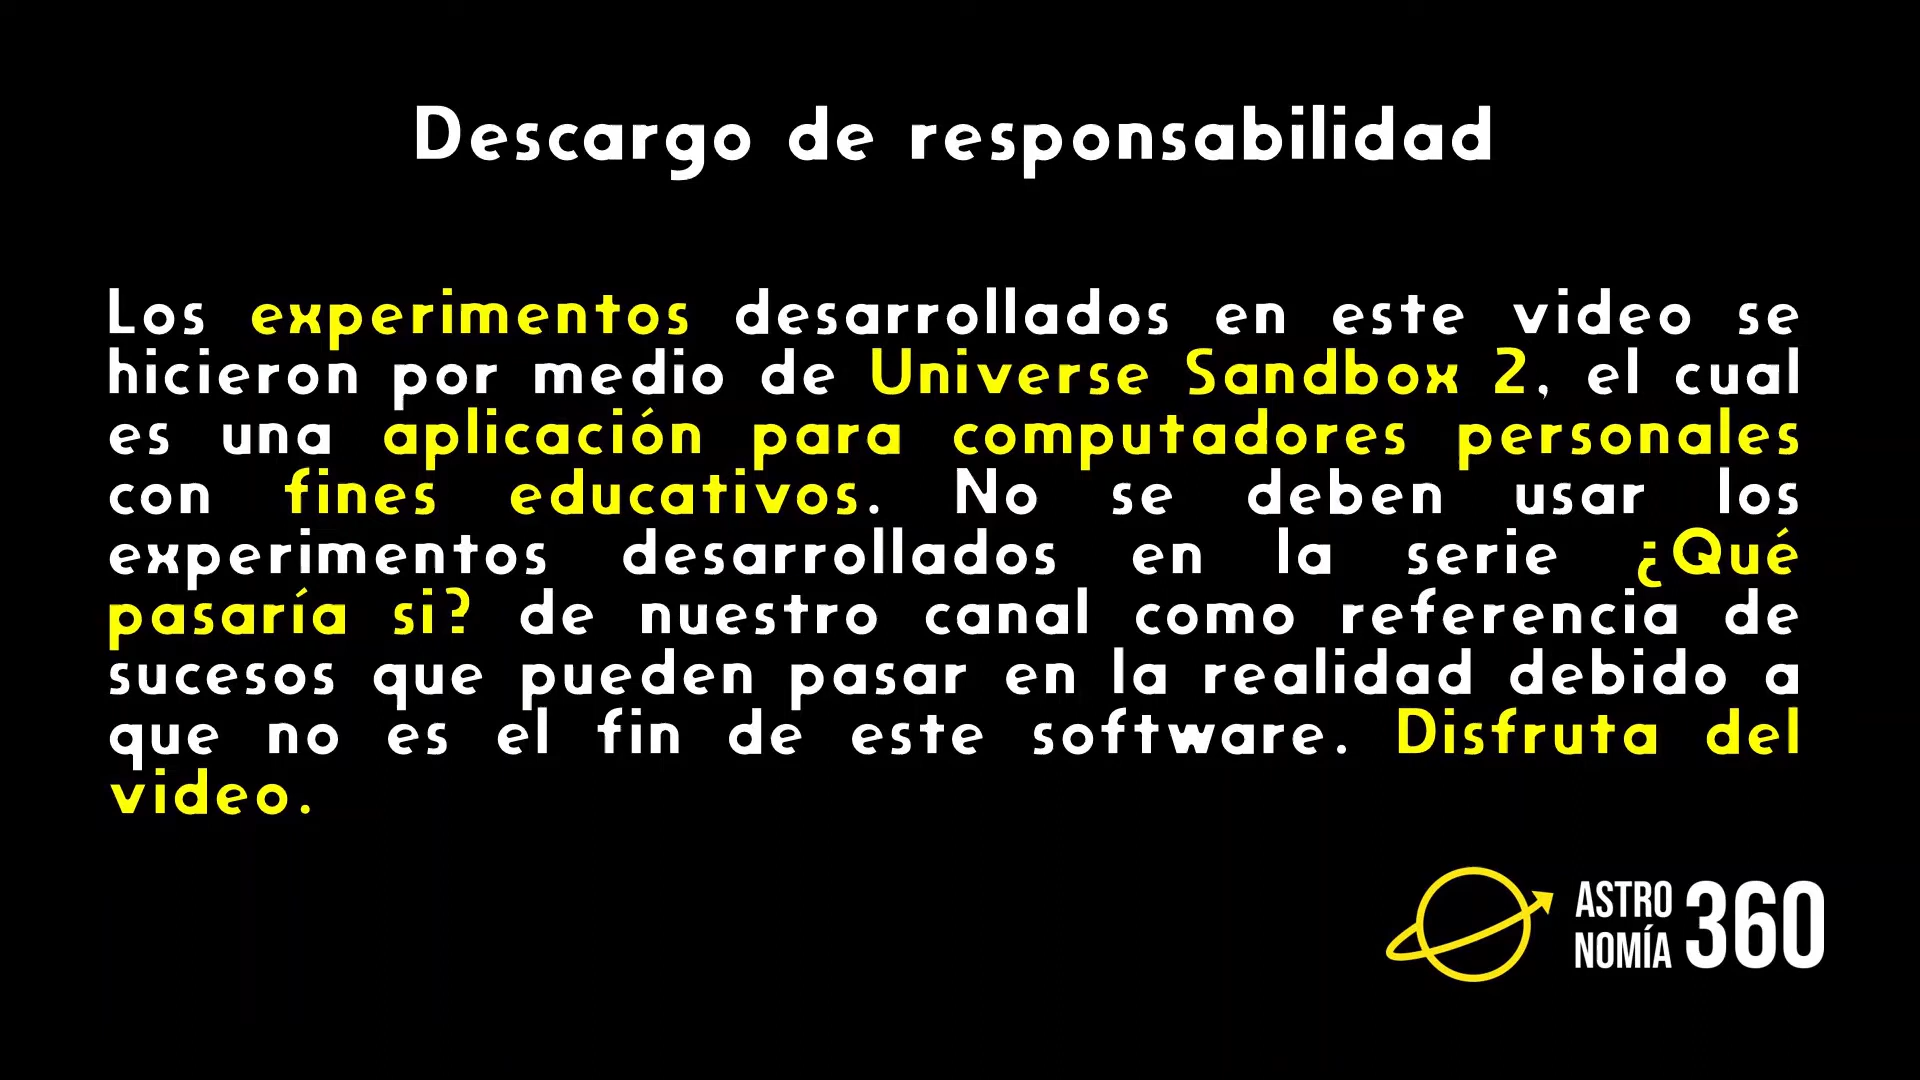 Descargo de responsabilidad
Los experimentos desarrollados en este video se
hicieron por medio de Universe Sandbox 2, el cual
es una aplicación para computadores personales
con fines educativos. No se deben usar los
experimentos desarrollados en la serie ¿Qué
pasaría si? de nuestro canal como referencia de
sucesos que pueden pasar en la realidad debido a
que no es el fin de este software. Disfruta del
video.
ASTRO
NOMÍA 360